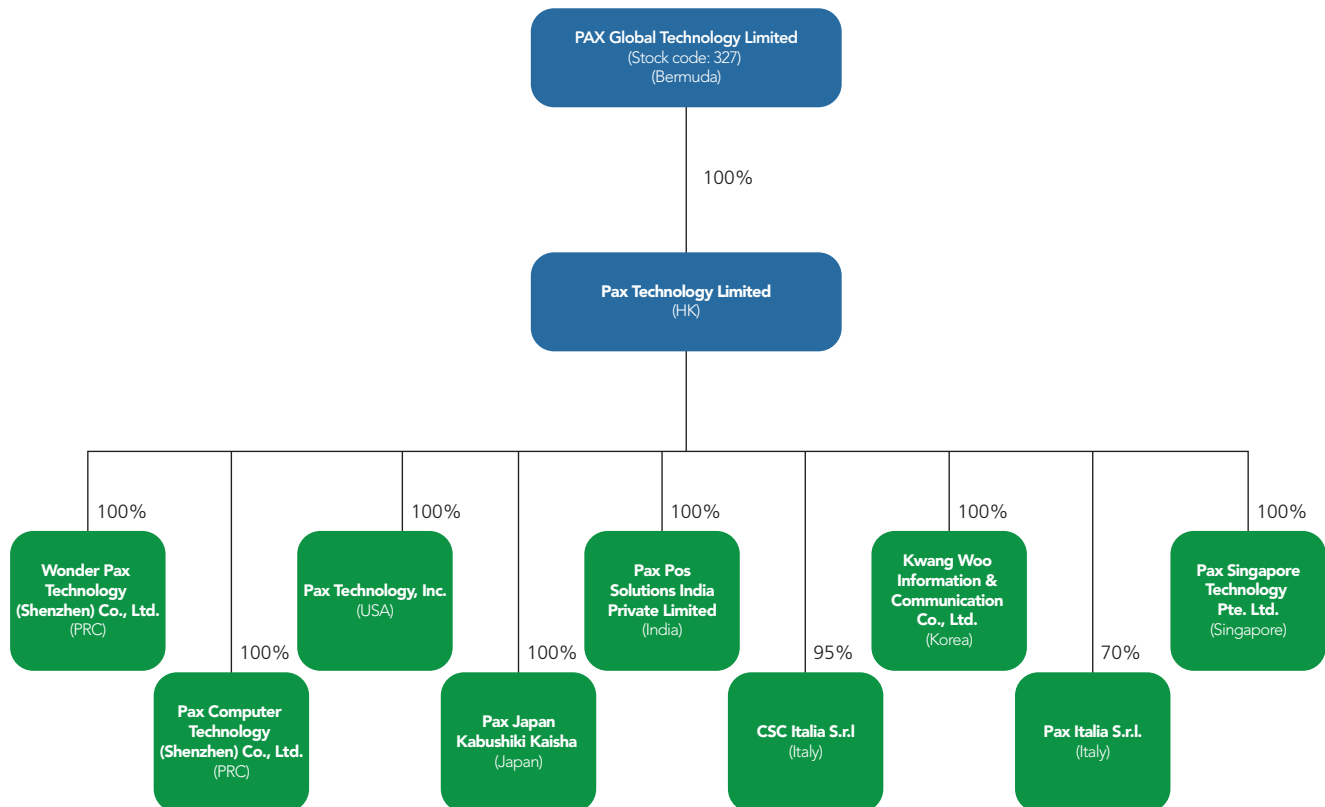 PAX Global Technology Limited
(Stock code: 327)
(Bermuda)
100%
Pax Technology Limited
(HK)
100%
Wonder Pax
Technology
(Shenzhen) Co., Ltd.
(PRC)
100%
Pax Computer
Technology
(Shenzhen) Co., Ltd.
(PRC)
100%
Pax Technology, Inc.
(USA)
100%
Pax Japan
Kabushiki Kaisha
(Japan)
100%
Pax Pos
Solutions India
Private Limited
(India)
95%
CSC Italia S.r.l
(Italy)
100%
Kwang Woo
Information &
Communication
Co., Ltd.
(Korea)
70%
Pax Italia S.r.l.
(Italy)
100%
Pax Singapore
Technology
Pte. Ltd.
(Singapore)